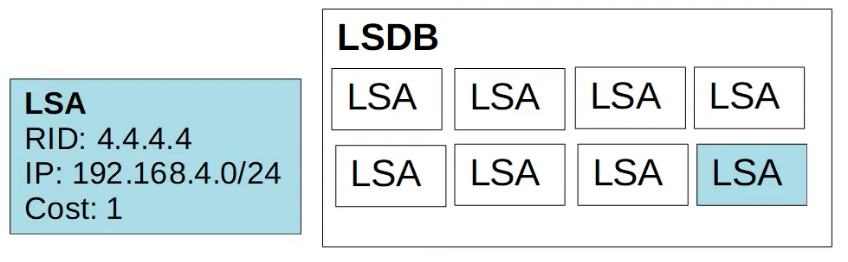 LSA
RID: 4.4.4.4
IP: 192.168.4.0/24
Cost: 1
LSDB
LSA LSA LSA LSA
LSA LSA LSA LSA